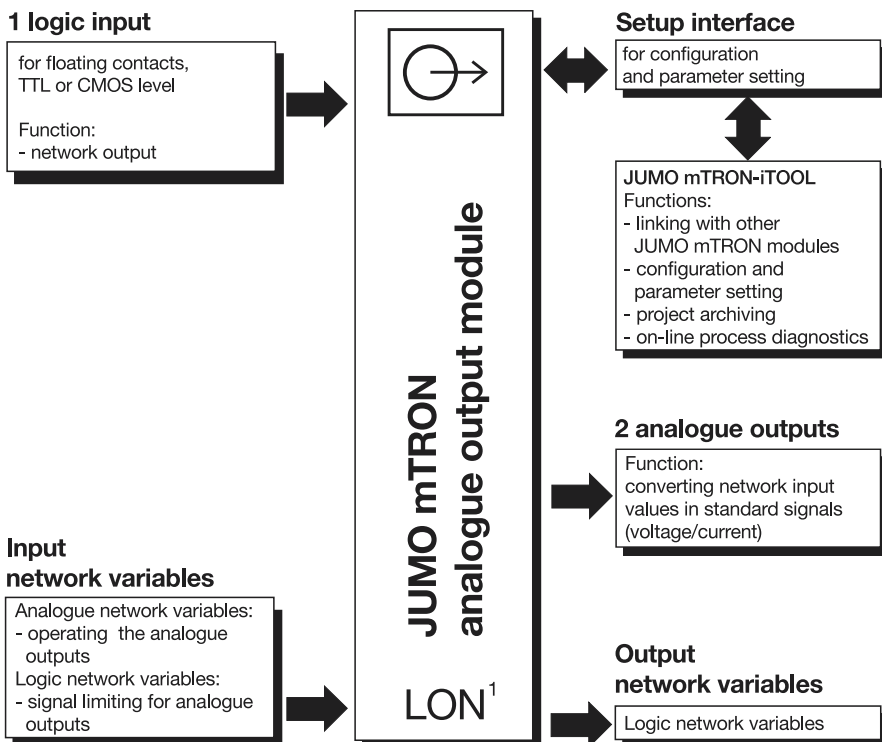 1 logic input
for floating contacts,
TTL or CMOS level
Function:
- network output
Input
network variables
Analogue network variables:
- operating the analogue
outputs
Logic network variables:
- signal limiting for analogue
outputs
JUMO mTRON
analogue output module
LON¹
Setup interface
for configuration
and parameter setting
JUMO mTRON-iTOOL
Functions:
- linking with other
JUMO mTRON modules
- configuration and
parameter setting
- project archiving
- on-line process diagnostics
2 analogue outputs
Function:
converting network input
values in standard signals
(voltage/current)
Output
network variables
Logic network variables